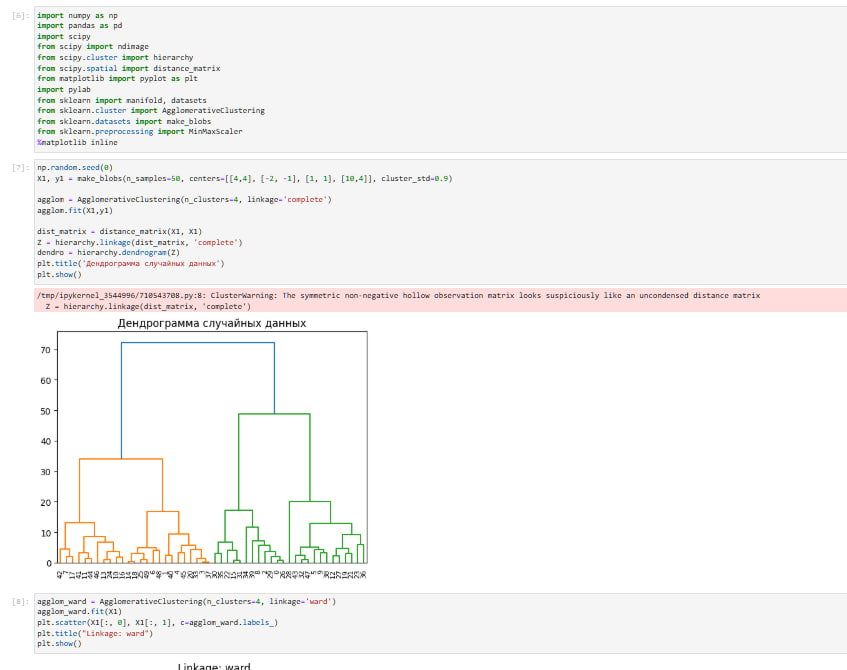 [6]:
import numpy as np
import pandas as pd
import scipy
from scipy import ndimage
from scipy.cluster import hierarchy
from scipy.spatial import distance_matrix
from matplotlib import pyplot as plt
import pylab
from sklearn import manifold, datasets
from sklearn.cluster import AgglomerativeClustering
from sklearn.datasets import make_blobs
from sklearn.preprocessing import MinMaxScaler
%matplotlib inline
[7]:
np.random.seed(0)
X1, y1 = make_blobs(n_samples=50, centers=[[4,4], [-2, -1], [1, 1], [10,4]], cluster_std=0.9)
agglom = AgglomerativeClustering(n_clusters=4, linkage='complete')
agglom.fit(X1,y1)
dist_matrix = distance_matrix(X1, X1)
Z = hierarchy.linkage(dist_matrix, 'complete')
dendro = hierarchy.dendrogram(Z)
plt.title('Дендрограмма случайных данных')
plt.show()
/tmp/ipykernel_3544996/710543708.py:8: ClusterWarning: The symmetric non-negative hollow observation matrix looks suspiciously like an uncondensed distance matrix
Z = hierarchy.linkage(dist_matrix, 'complete')
Дендрограмма случайных данных
70
60
50
40
30
20
10
0
[8]:
agglom_ward = AgglomerativeClustering(n_clusters=4, linkage='ward')
agglom_ward.fit(X1)
plt.scatter(X1[:, 0], X1[:, 1], c=agglom_ward.labels_)
plt.title("Linkage: ward")
plt.show()
Linkage: ward